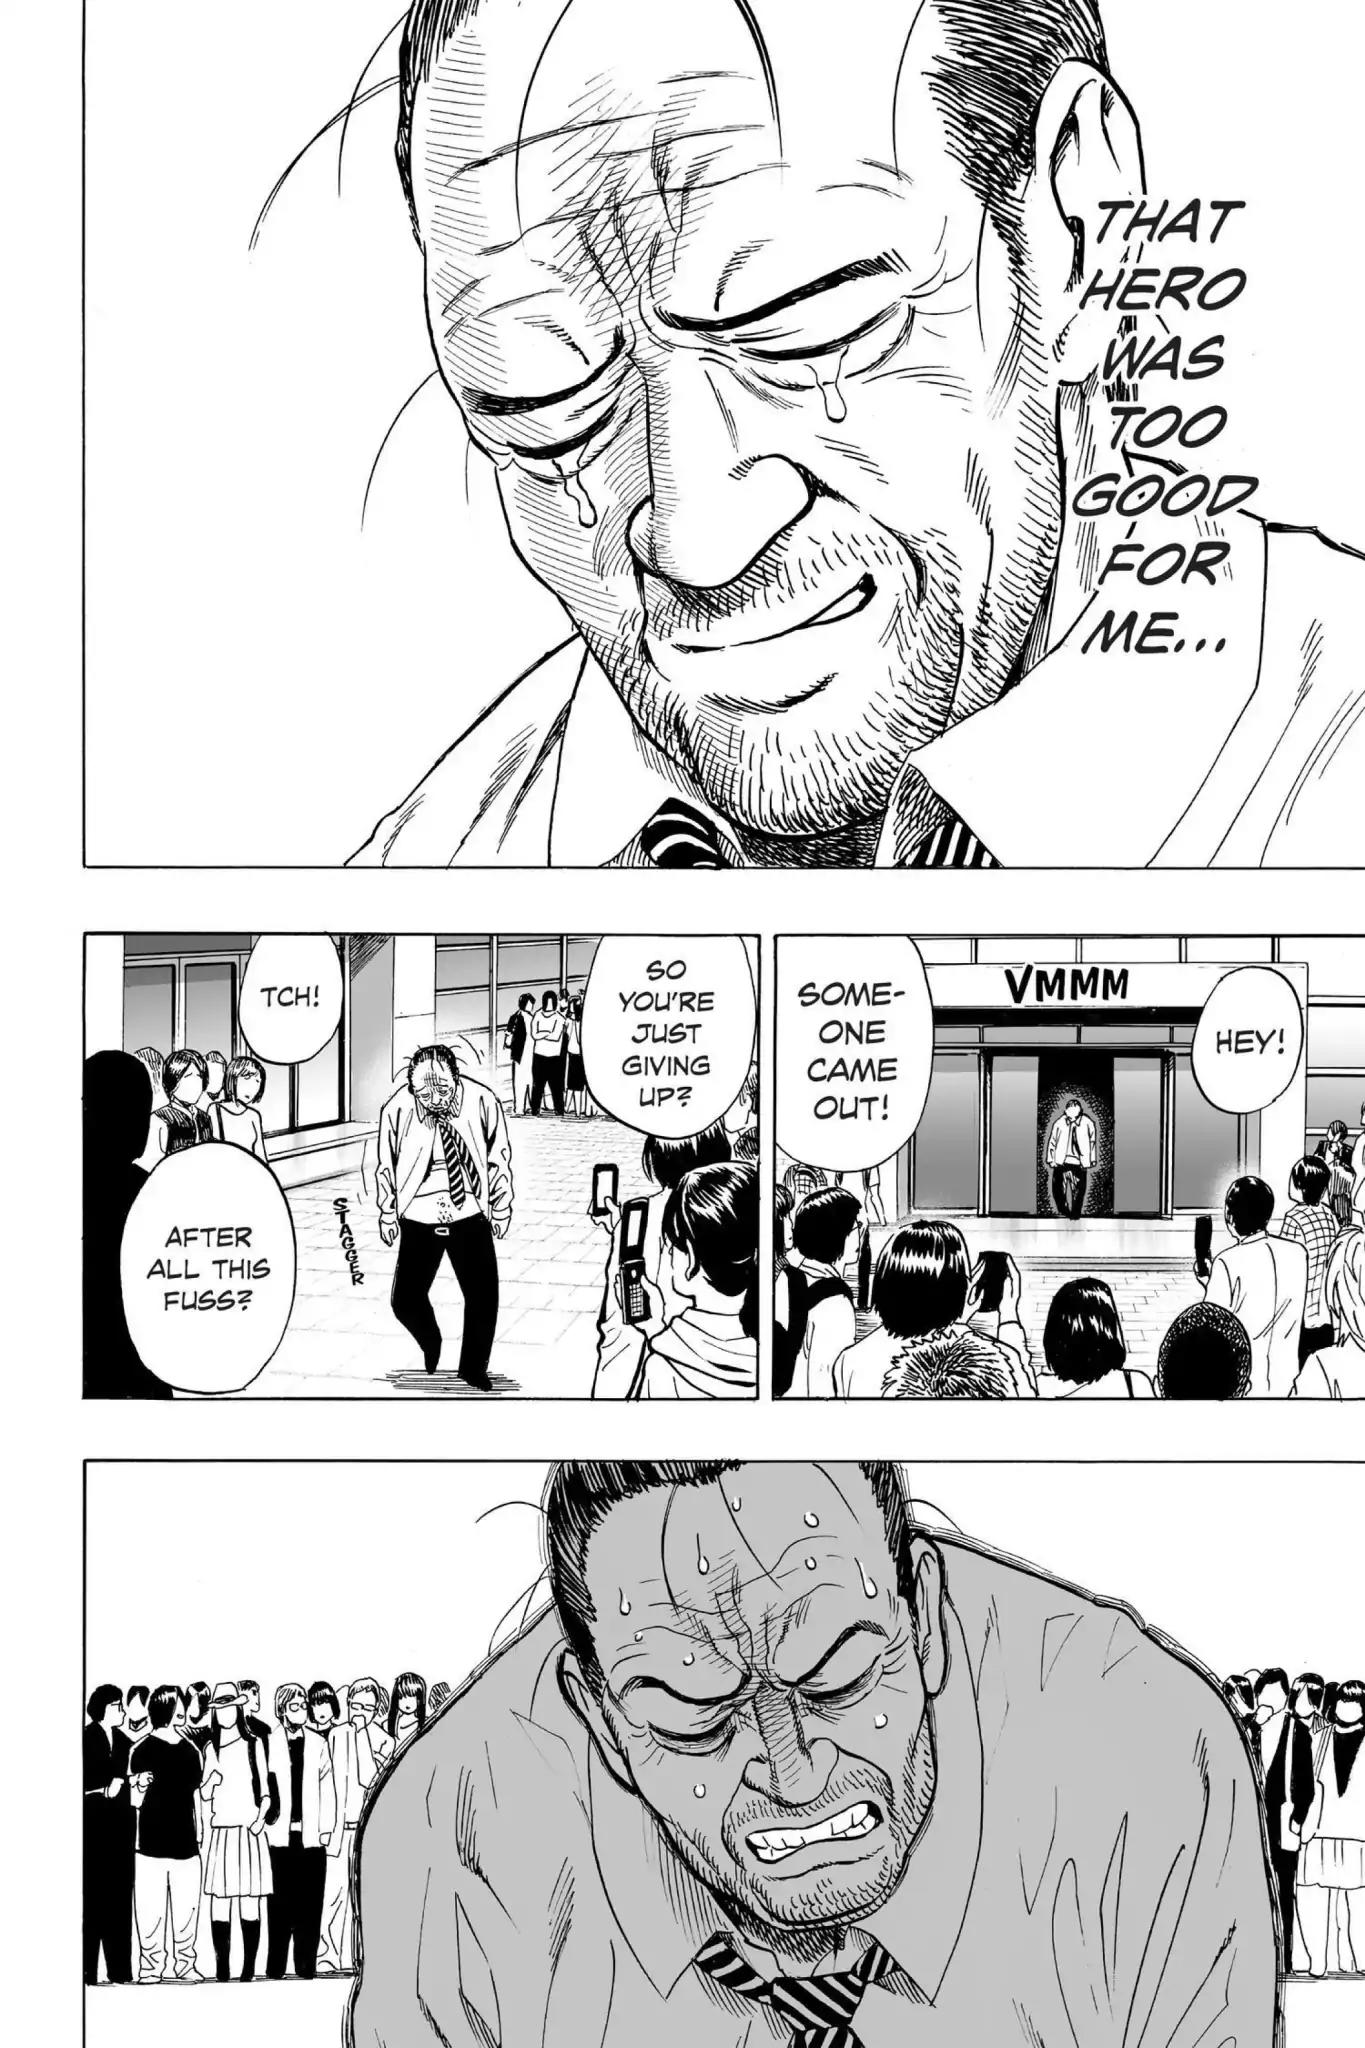 THAT
HERO
WAS
TOO
GOOD
FOR
ME...
HEY!
VMMM
SOME-
ONE
CAME
OUT!
SO
YOU'RE
JUST
GIVING
UP?
TCH!
STAGGER
AFTER
ALL THIS
FUSS?